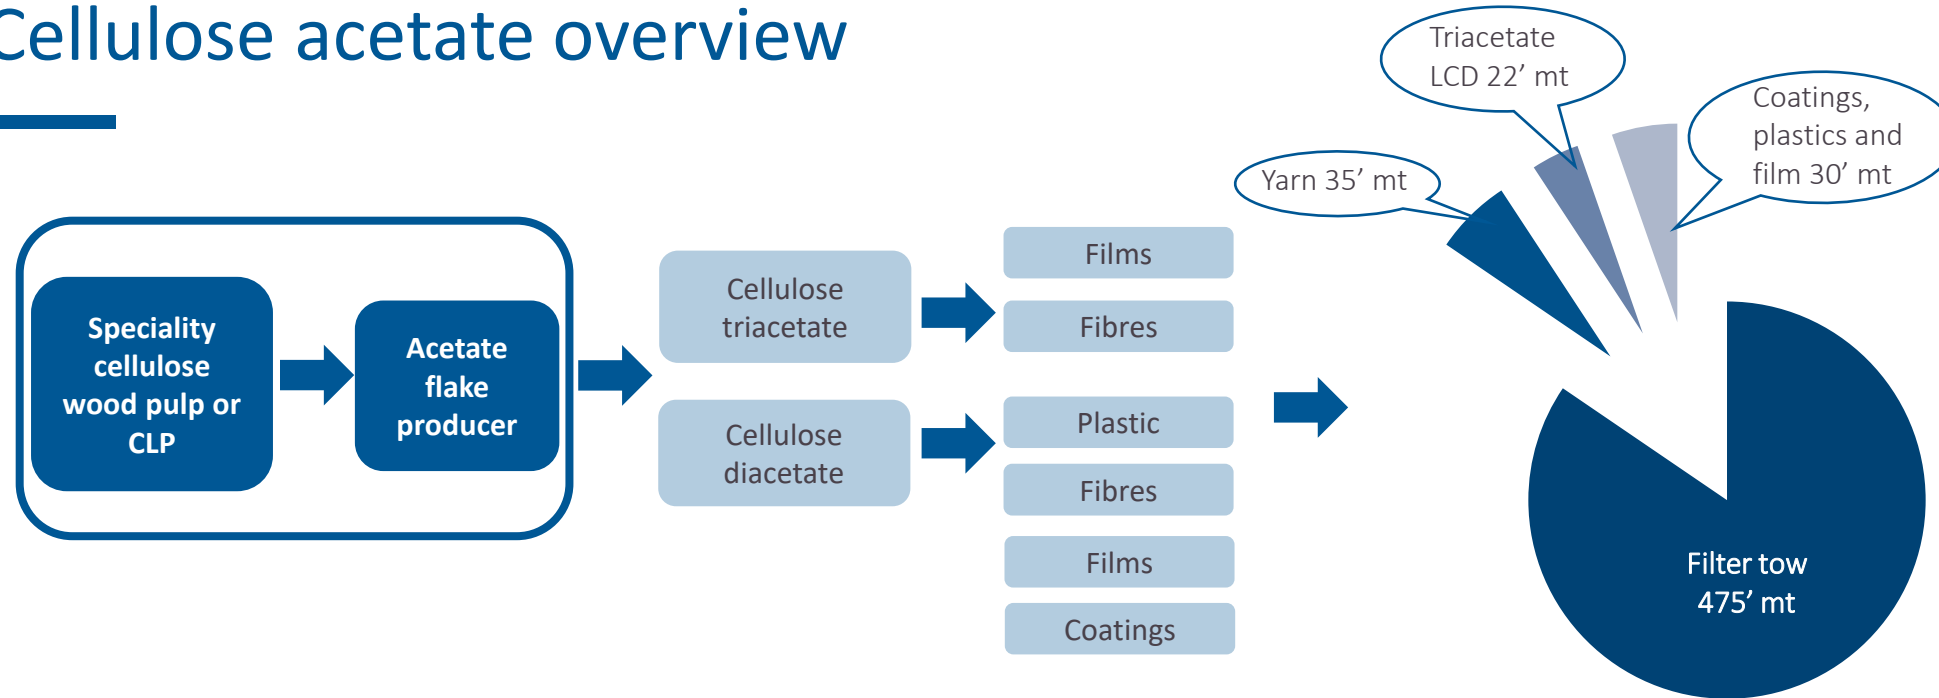 Cellulose acetate overview
Speciality
cellulose
wood pulp or
CLP
Acetate
flake
producer
Cellulose
triacetate
Cellulose
diacetate
Films
Fibres
Plastic
Fibres
Films
Coatings
Yarn 35’ mt
Triacetate
LCD 22’ mt
Coatings,
plastics and
film 30’ mt
Filter tow
475’ mt